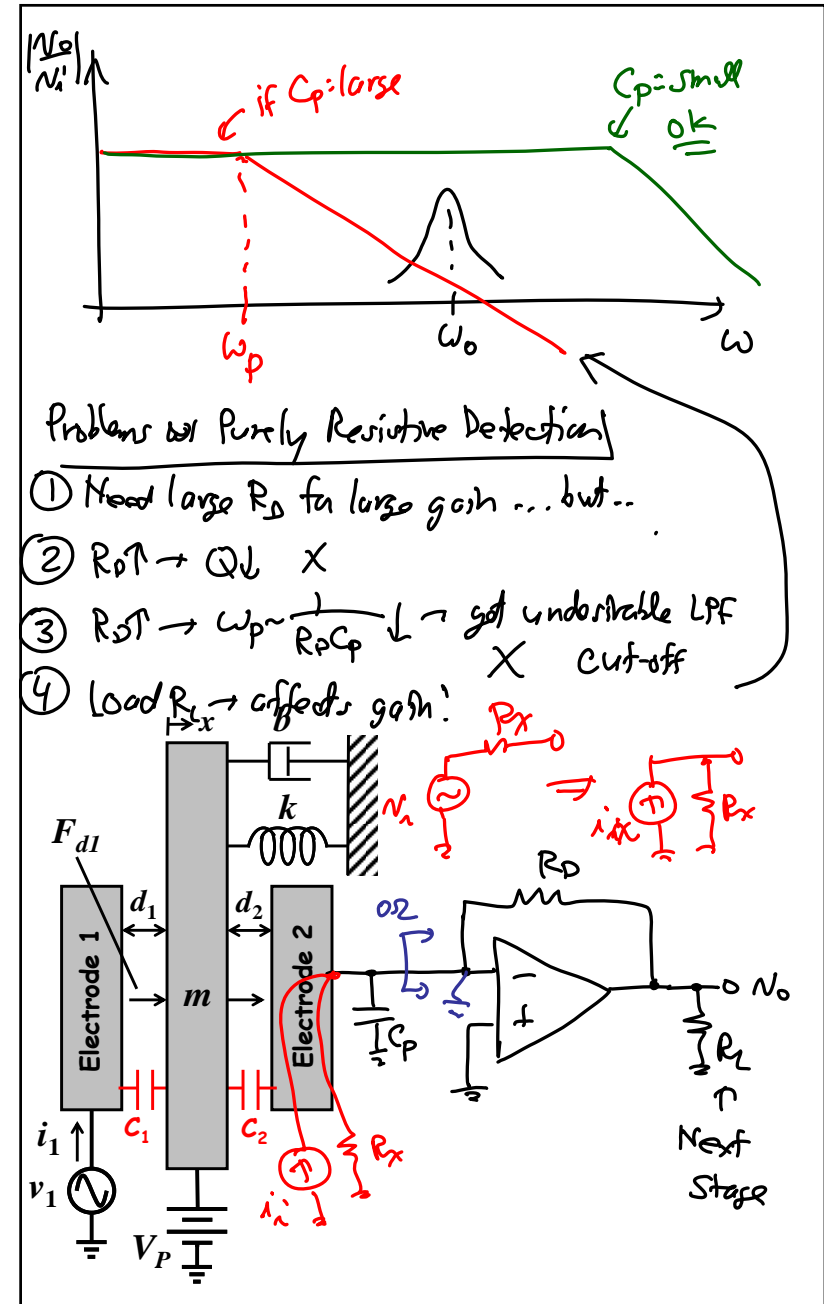 |No/Ni|
if Cp: large
Cp = small
ok
ωp
ω0
ω
Problems w/ Purely Resistive Detection
① Need large RD for large gain ... but..
② RD↑ → Q↓ X
③ RD↑ → ωp ~ 1/(RDCp) ↓ → get undesirable LPF
X cut-off
④ Load RL → affects gain!
x
b
k
Fd1
d1
d2
Electrode 1
m
Electrode 2
C1
C2
i1
v1
VP
Rx
Ni
⇒
iix
Rx
0Ω
RD
−
+
Cp
No
RL
↑
Next
Stage
ii
Rx